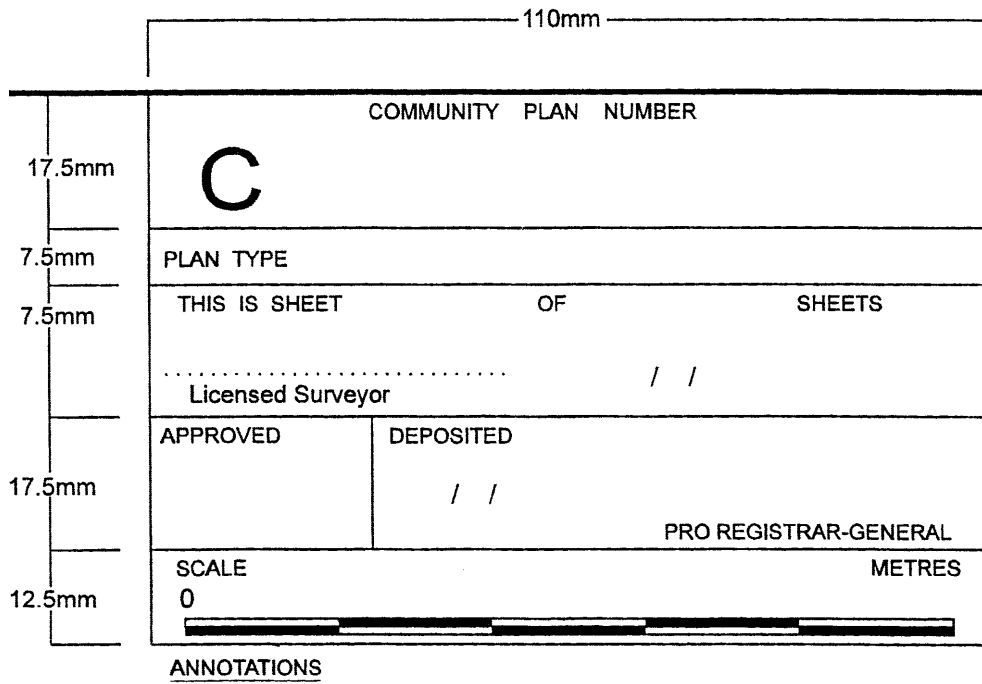 110mm
COMMUNITY PLAN NUMBER
17.5mm
C
7.5mm
PLAN TYPE
7.5mm
THIS IS SHEET OF SHEETS
.............................. / /
Licensed Surveyor
APPROVED DEPOSITED
17.5mm
/ /
PRO REGISTRAR-GENERAL
SCALE METRES
12.5mm
0
ANNOTATIONS